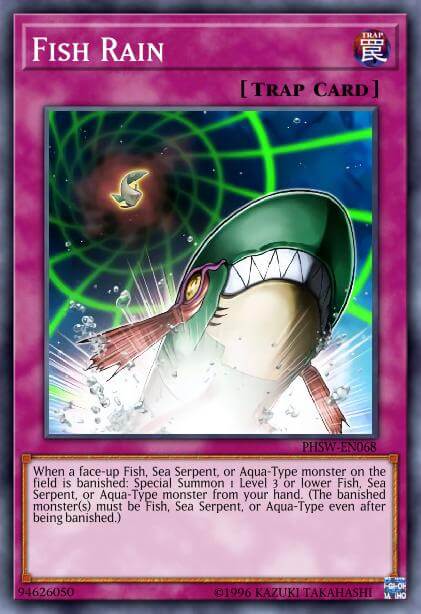 Fish Rain
TRAP
罠
[Trap Card]
PHSW-EN068
When a face-up Fish, Sea Serpent, or Aqua-Type monster on the
field is banished: Special Summon 1 Level 3 or lower Fish, Sea
Serpent, or Aqua-Type monster from your hand. (The banished
monster(s) must be Fish, Sea Serpent, or Aqua-Type even after
being banished.)
94626050
©1996 KAZUKI TAKAHASHI